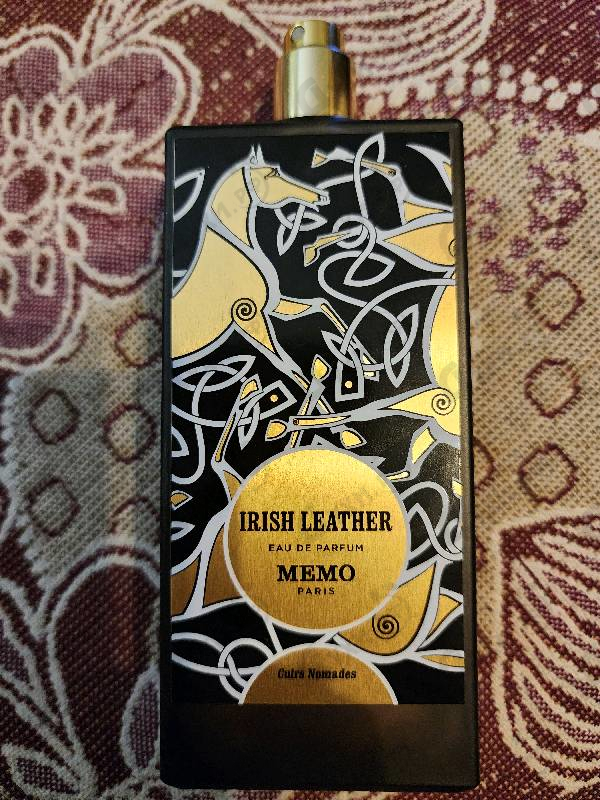 IRISH LEATHER
EAU DE PARFUM
MEMO
PARIS
Cuirs Nomades